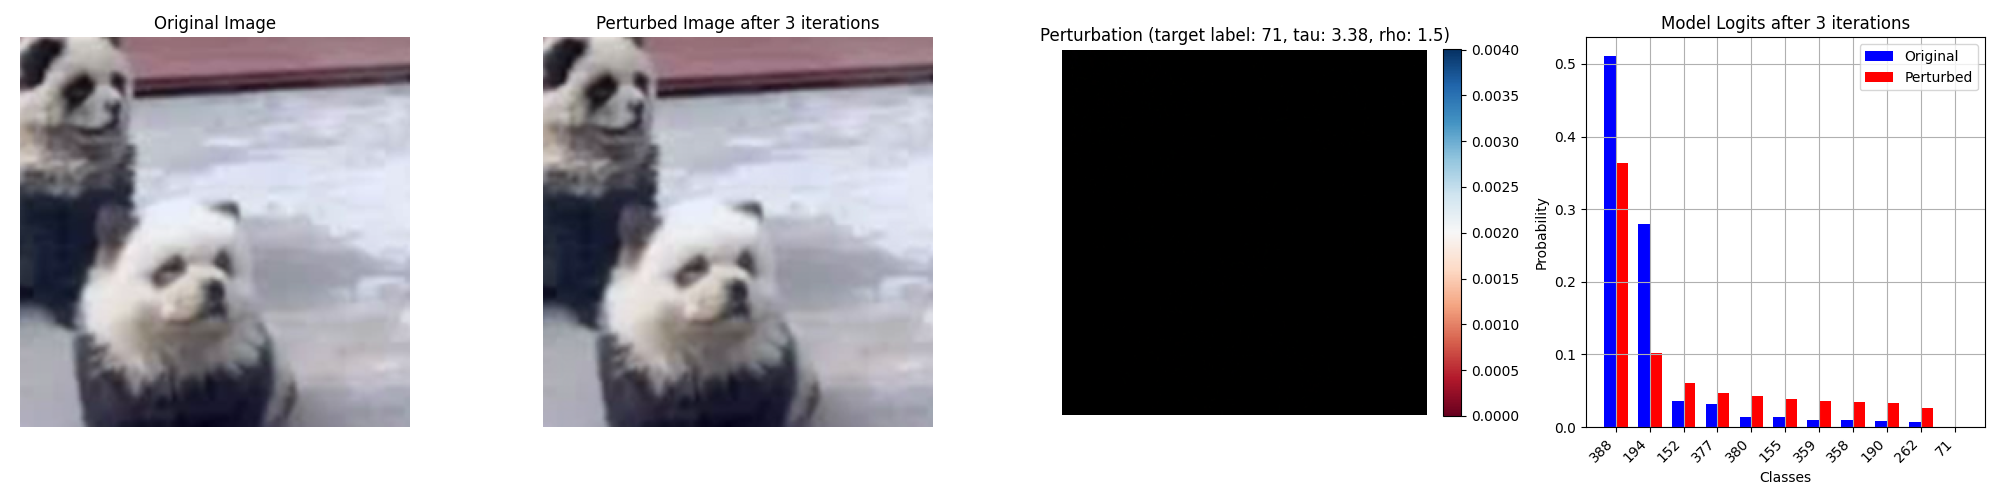 Original Image
Perturbed Image after 3 iterations
Perturbation (target label: 71, tau: 3.38, rho: 1.5)
0.0040
0.0035
0.0030
0.0025
0.0020
0.0015
0.0010
0.0005
0.0000
Model Logits after 3 iterations
Original
Perturbed
Probability
0.5
0.4
0.3
0.2
0.1
0.0
388 194 152 377 380 155 359 358 190 262 71
Classes